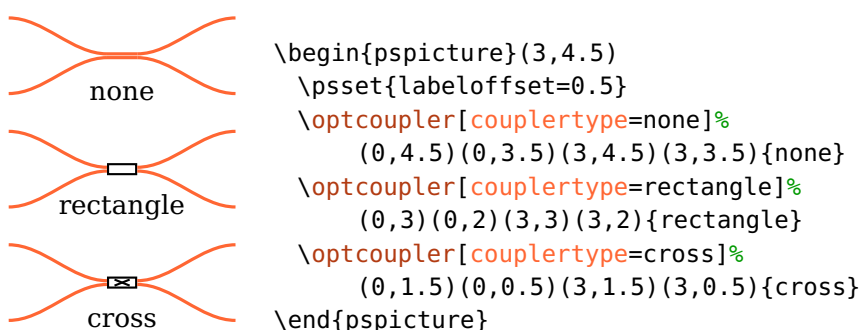 none
rectangle
cross
\begin{pspicture}(3,4.5)
  \psset{labeloffset=0.5}
  \optcoupler[couplertype=none]%
       (0,4.5)(0,3.5)(3,4.5)(3,3.5){none}
  \optcoupler[couplertype=rectangle]%
       (0,3)(0,2)(3,3)(3,2){rectangle}
  \optcoupler[couplertype=cross]%
       (0,1.5)(0,0.5)(3,1.5)(3,0.5){cross}
\end{pspicture}